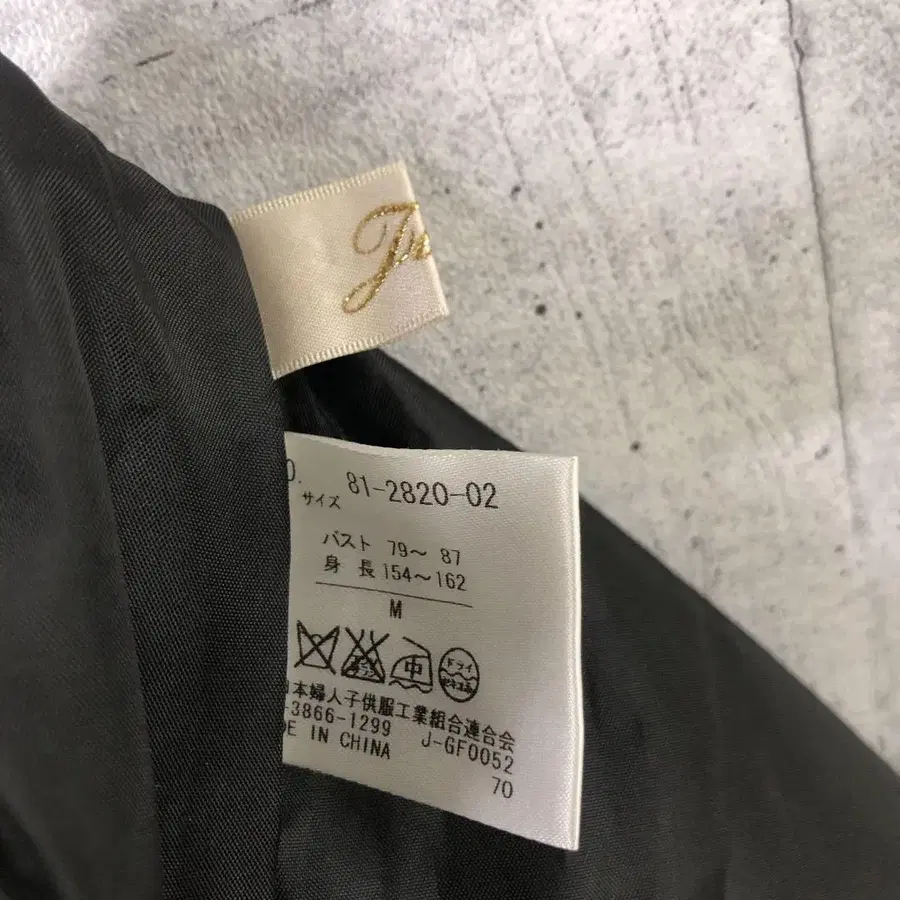 81-2820-02
サイズ
バスト 79～ 87
身 長 154～162
M
中
ドライ
本婦人子供服工業組合連合会
-3866-1299 J-GF0052
IN CHINA
70